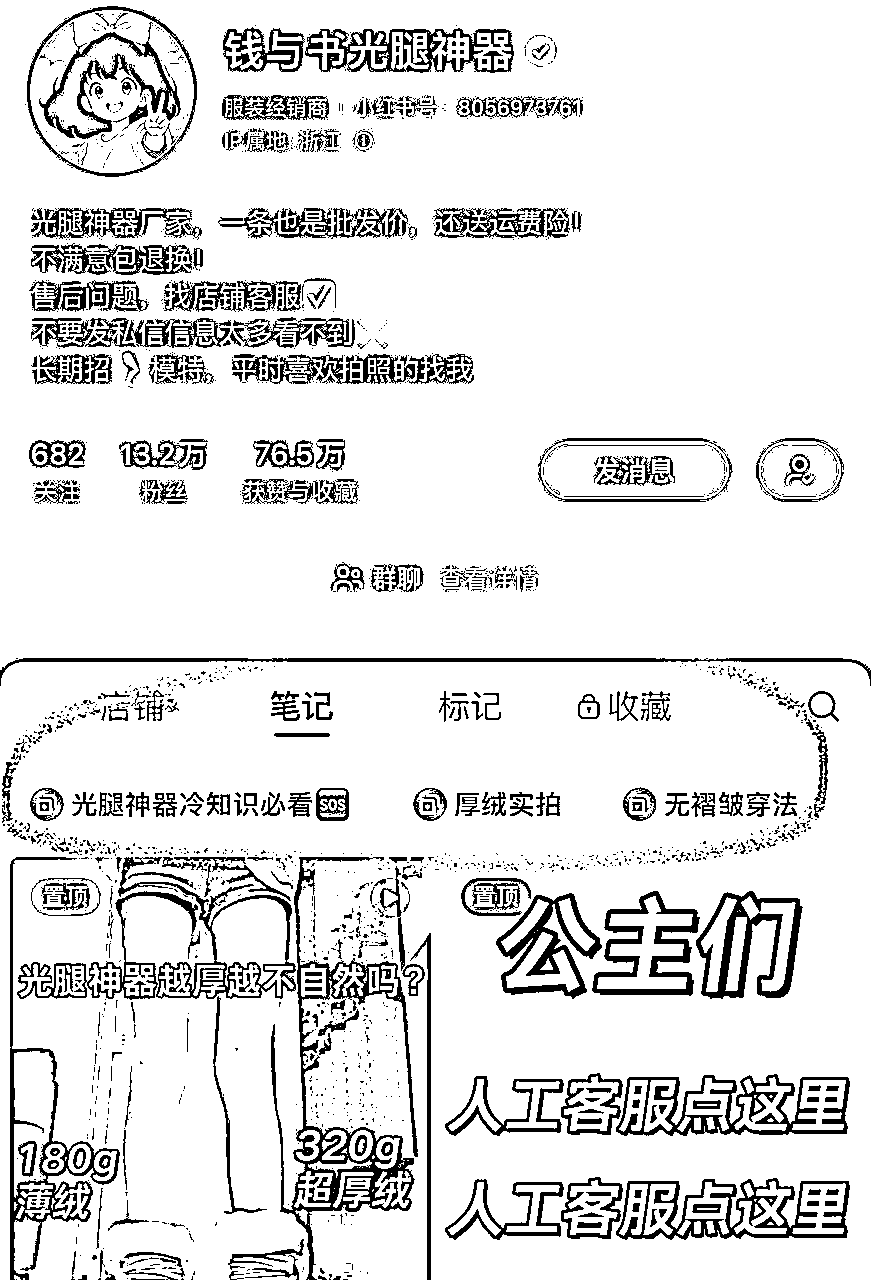 钱与书光腿神器
服装经销商 小红书号 8056973761
IP属地 浙江
光腿神器厂家，一条也是批发价，还送运费险！
不满意包退换！
售后问题，找店铺客服
不要发私信信息太多看不到
长期招 模特，平时喜欢拍照的找我
682 13.2万 76.5万
关注 粉丝 获赞与收藏
发消息
群聊 查看详情
店铺 笔记 标记 收藏
光腿神器冷知识必看SOS 厚绒实拍 无褶皱穿法
置顶
光腿神器越厚越不自然吗？
180g
薄绒
320g
超厚绒
置顶
公主们
人工客服点这里
人工客服点这里